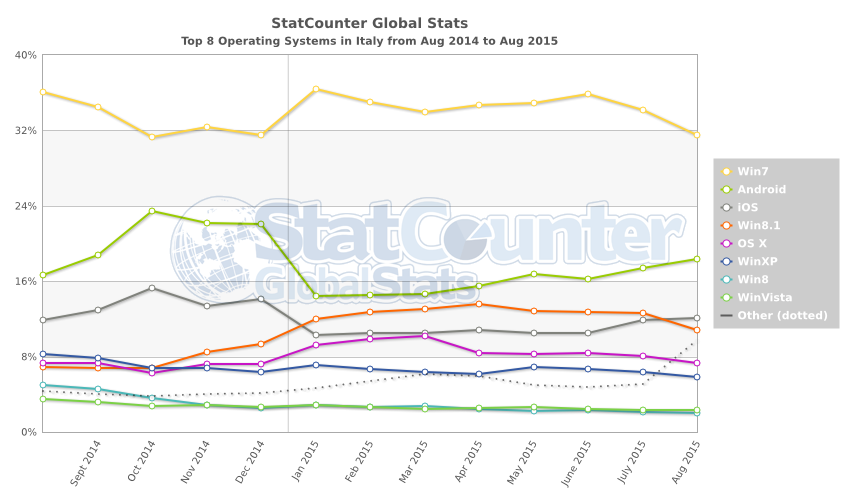 StatCounter Global Stats
Top 8 Operating Systems in Italy from Aug 2014 to Aug 2015
40%
32%
24%
16%
8%
0%
StatCounter
GlobalStats
Win7
Android
iOS
Win8.1
OS X
WinXP
Win8
WinVista
Other (dotted)
Sept 2014
Oct 2014
Nov 2014
Dec 2014
Jan 2015
Feb 2015
Mar 2015
Apr 2015
May 2015
June 2015
July 2015
Aug 2015